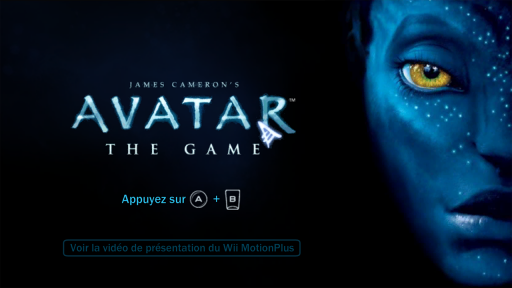 JAMES CAMERON'S
AVATAR™
THE GAME
Appuyez sur A + B
Voir la vidéo de présentation du Wii MotionPlus